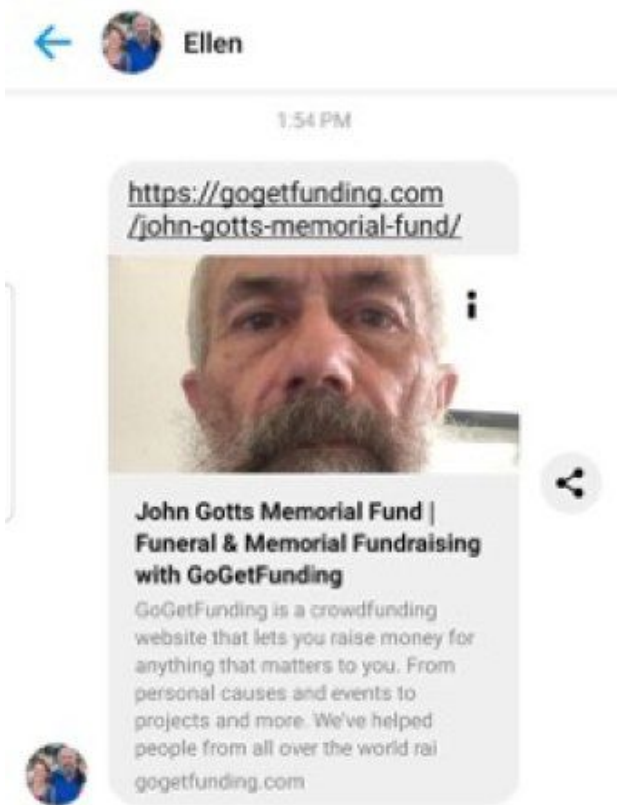 Ellen
1:54 PM
https://gogetfunding.com
/john-gotts-memorial-fund/
John Gotts Memorial Fund |
Funeral & Memorial Fundraising
with GoGetFunding
GoGetFunding is a crowdfunding
website that lets you raise money for
anything that matters to you. From
personal causes and events to
projects and more. We've helped
people from all over the world rai
gogetfunding.com